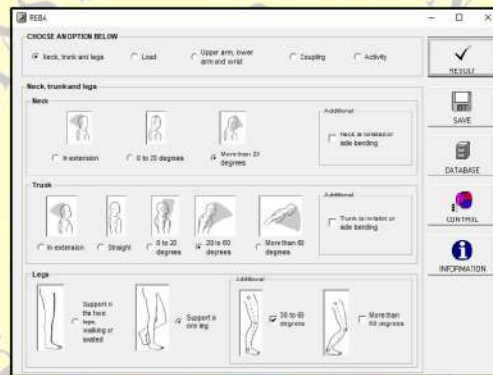 REBA
CHOOSE AN OPTION BELOW
Neck, trunk and legs
Load
Upper arm, lower
arm and wrist
Coupling
Activity
RESULT
Neck, trunk and legs
Neck
In extension
0 to 20 degrees
More than 20
degrees
Additional
Neck is rotated or
side bending
SAVE
DATABASE
Trunk
In extension
Straight
0 to 20
degrees
20 to 60
degrees
More than 60
degrees
Additional
Trunk is rotated or
side bending
CONTROL
INFORMATION
Legs
Support in
the two
legs,
walking or
seated
Support in
one leg
Additional
30 to 60
degrees
More than
60 degrees